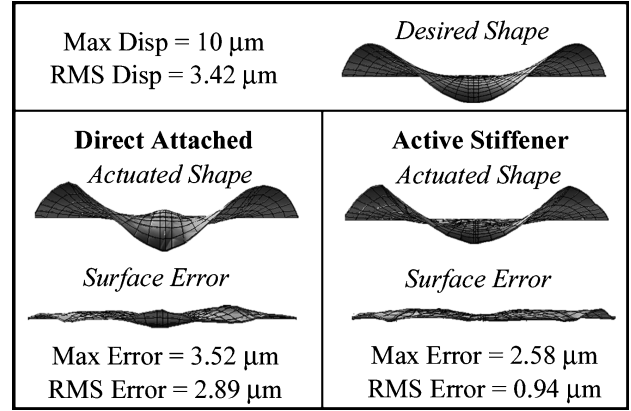 Max Disp = 10 μm
RMS Disp = 3.42 μm
Desired Shape
Direct Attached
Actuated Shape
Surface Error
Max Error = 3.52 μm
RMS Error = 2.89 μm
Active Stiffener
Actuated Shape
Surface Error
Max Error = 2.58 μm
RMS Error = 0.94 μm